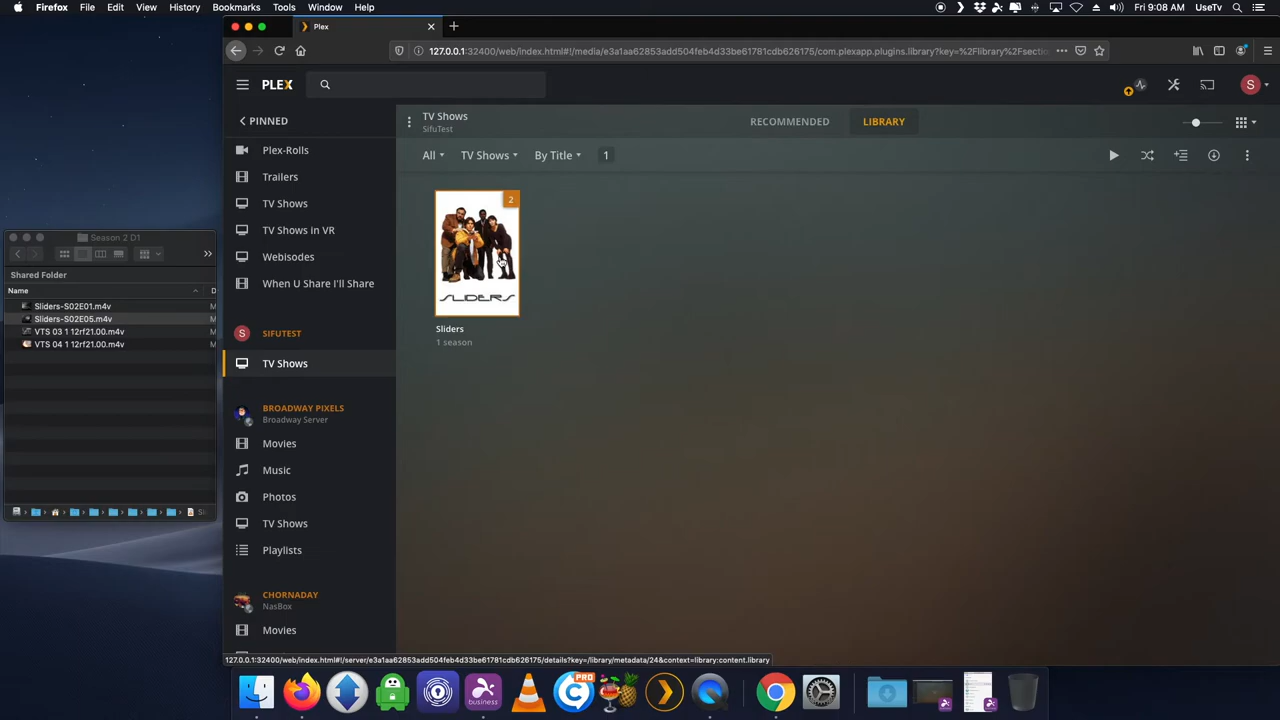 Firefox File Edit View History Bookmarks Tools Window Help
Fri 9:08 AM UseTv
Plex
127.0.0.1:32400/web/index.html#!/media/e3a1aa62853add504feb4d33be61781cdb626175/com.plexapp.plugins.library?key=%2Flibrary%2Fsectio
PLEX
S
PINNED
Plex-Rolls
Trailers
TV Shows
TV Shows in VR
Webisodes
When U Share I'll Share
S SIFUTEST
TV Shows
BROADWAY PIXELS
Broadway Server
Movies
Music
Photos
TV Shows
Playlists
CHORNADAY
NasBox
Movies
TV Shows
SifuTest
RECOMMENDED LIBRARY
All TV Shows By Title 1
2
SLIDERS
Sliders
1 season
Season 2 D1
Shared Folder
Name D
Sliders-S02E01.m4v M
Sliders-S02E05.m4v M
VTS 03 1 12rf21.00.m4v M
VTS 04 1 12rf21.00.m4v M
127.0.0.1:32400/web/index.html#!/server/e3a1aa62853add504feb4d33be61781cdb626175/details?key=/library/metadata/24&context=library:content.library
business
PRO